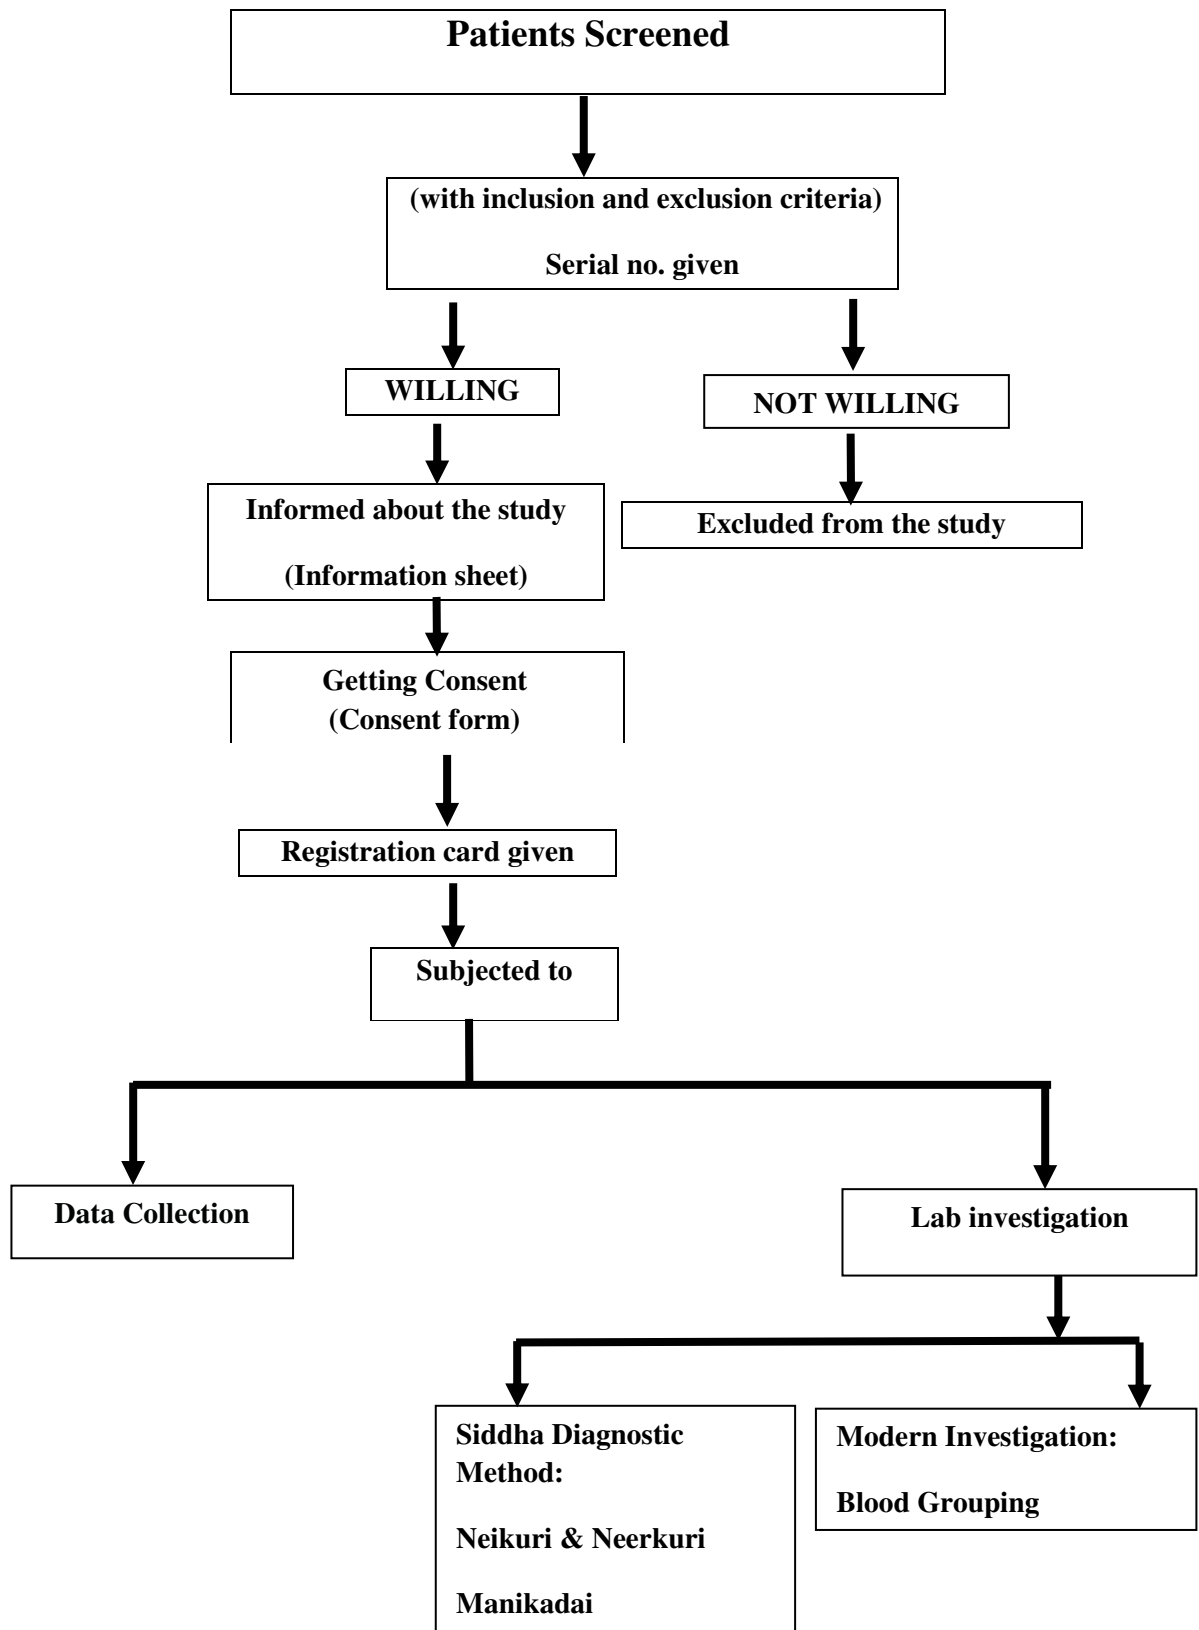 Patients Screened
(with inclusion and exclusion criteria)
Serial no. given
WILLING
NOT WILLING
Informed about the study
(Information sheet)
Excluded from the study
Getting Consent
(Consent form)
Registration card given
Subjected to
Data Collection
Lab investigation
Siddha Diagnostic
Method:
Neikuri & Neerkuri
Manikadai
Modern Investigation:
Blood Grouping